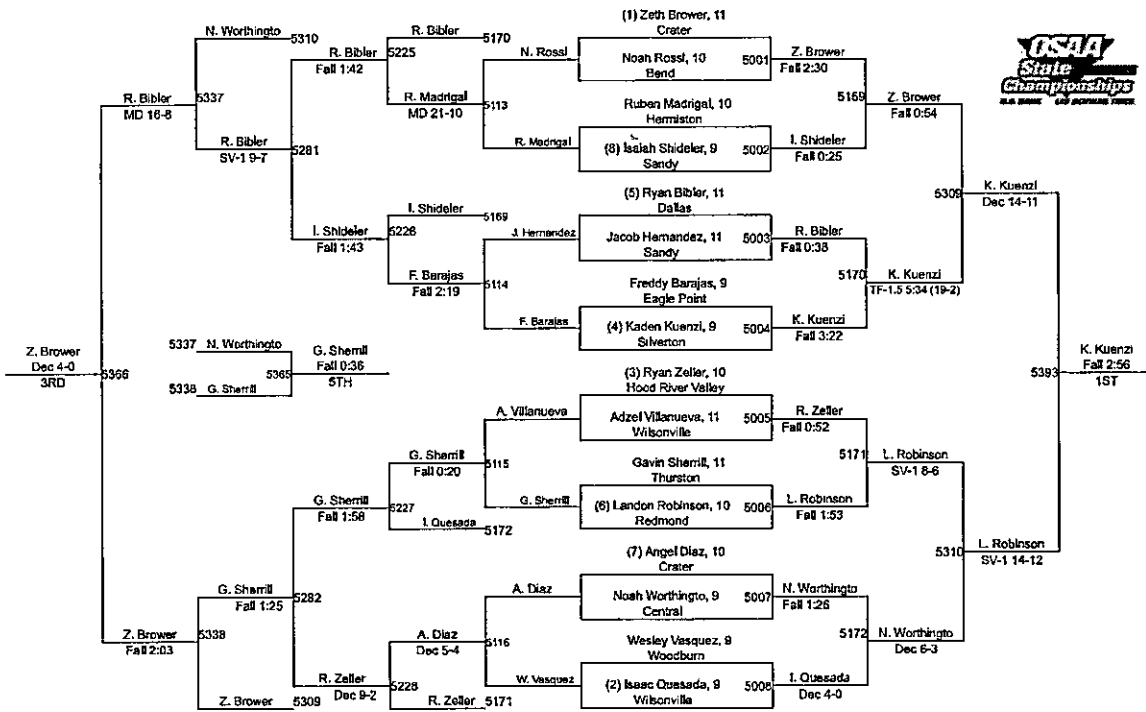 OSAA
State
Championships
(1) Zeth Brower, 11
Crater
Noah Rossi, 10
Bend
5001
Ruben Madrigal, 10
Hermiston
(8) Isaiah Shideler, 9
Sandy
5002
(5) Ryan Bibler, 11
Dallas
Jacob Hernandez, 11
Sandy
5003
Freddy Barajas, 9
Eagle Point
(4) Kaden Kuenzi, 9
Silverton
5004
(3) Ryan Zeller, 10
Hood River Valley
Adzel Villanueva, 11
Wilsonville
5005
Gavin Sherrill, 11
Thurston
(6) Landon Robinson, 10
Redmond
5006
(7) Angel Diaz, 10
Crater
Noah Worthington, 9
Central
5007
Wesley Vasquez, 9
Woodburn
(2) Isaac Quesada, 9
Wilsonville
5008
Z. Brower
Fall 2:30
5169
I. Shideler
Fall 0:25
R. Bibler
Fall 0:38
5170
K. Kuenzi
Fall 3:22
R. Zeller
Fall 0:52
5171
L. Robinson
Fall 1:53
N. Worthingto
Fall 1:26
5172
I. Quesada
Dec 4-0
Z. Brower
Fall 0:54
5309
K. Kuenzi
TF-1.5 5:34 (19-2)
L. Robinson
SV-1 8-6
5310
N. Worthingto
Dec 6-3
K. Kuenzi
Dec 14-11
5393
L. Robinson
SV-1 14-12
K. Kuenzi
Fall 2:56
1ST
N. Rossi
5113
R. Madrigal
J. Hernandez
5114
F. Barajas
A. Villanueva
5115
G. Sherrill
A. Diaz
5116
W. Vasquez
R. Bibler
5170
5225
R. Madrigal
MD 21-10
I. Shideler
5169
5226
F. Barajas
Fall 2:19
G. Sherrill
Fall 0:20
5227
I. Quesada
5172
A. Diaz
Dec 5-4
5228
R. Zeller
5171
R. Bibler
Fall 1:42
5281
I. Shideler
Fall 1:43
G. Sherrill
Fall 1:58
5282
R. Zeller
Dec 9-2
N. Worthingto
5310
5337
R. Bibler
SV-1 9-7
G. Sherrill
Fall 1:25
5338
Z. Brower
5309
R. Bibler
MD 16-8
5366
Z. Brower
Fall 2:03
Z. Brower
Dec 4-0
3RD
5337
N. Worthingto
5365
5338
G. Sherrill
G. Sherrill
Fall 0:36
5TH